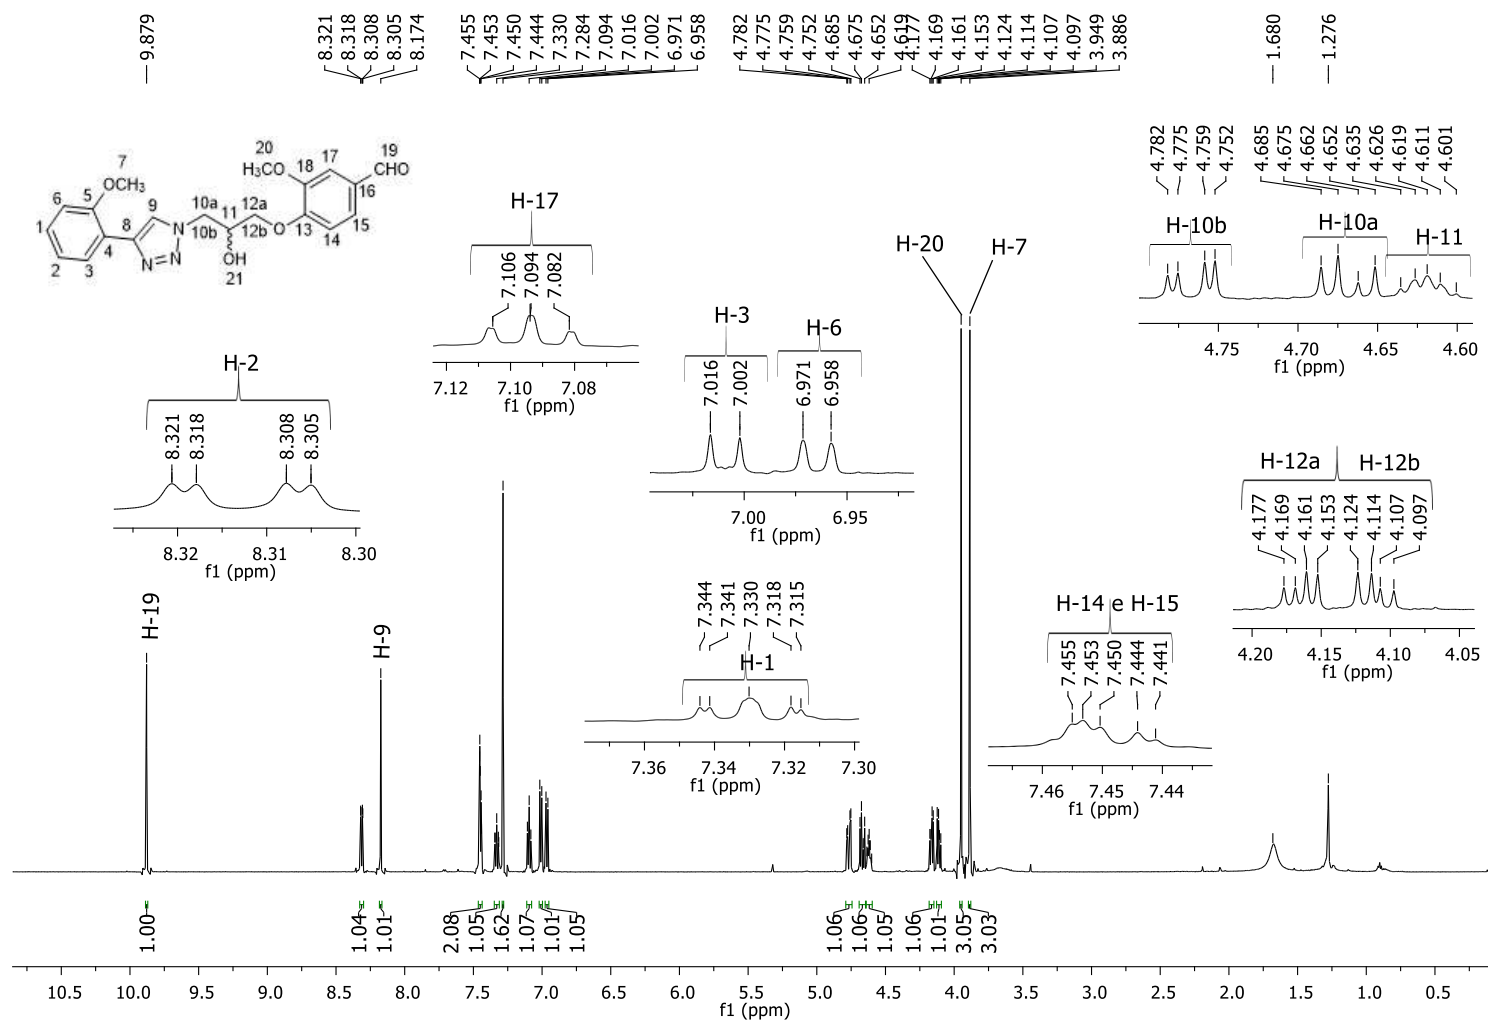 9.879
8.321
8.318
8.308
8.305
8.174
7.455
7.453
7.450
7.444
7.330
7.284
7.094
7.016
7.002
6.971
6.958
4.782
4.775
4.759
4.752
4.685
4.675
4.652
4.619
4.177
4.169
4.161
4.153
4.124
4.114
4.107
4.097
3.949
3.886
1.680
1.276
7
OCH3
6
5
1
2
3
4
8
9
N
N=N
10a
10b
11
OH
21
12a
12b
O
13
14
15
16
17
18
20
H3CO
CHO
19
H-2
8.321
8.318
8.308
8.305
8.32 8.31 8.30
f1 (ppm)
H-17
7.106
7.094
7.082
7.12 7.10 7.08
f1 (ppm)
H-3
7.016
7.002
H-6
6.971
6.958
7.00 6.95
f1 (ppm)
H-20
H-7
H-10b
4.782
4.775
4.759
4.752
H-10a
H-11
4.685
4.675
4.662
4.652
4.635
4.626
4.619
4.611
4.601
4.75 4.70 4.65 4.60
f1 (ppm)
H-12a H-12b
4.177
4.169
4.161
4.153
4.124
4.114
4.107
4.097
4.20 4.15 4.10 4.05
f1 (ppm)
7.344
7.341
7.330
7.318
7.315
H-1
7.36 7.34 7.32 7.30
f1 (ppm)
H-14 e H-15
7.455
7.453
7.450
7.444
7.441
7.46 7.45 7.44
f1 (ppm)
H-19
H-9
1.00
1.04
1.01
2.08
1.05
1.62
1.07
1.01
1.05
1.06
1.06
1.05
1.06
1.01
3.05
3.03
10.5 10.0 9.5 9.0 8.5 8.0 7.5 7.0 6.5 6.0 5.5 5.0 4.5 4.0 3.5 3.0 2.5 2.0 1.5 1.0 0.5
f1 (ppm)